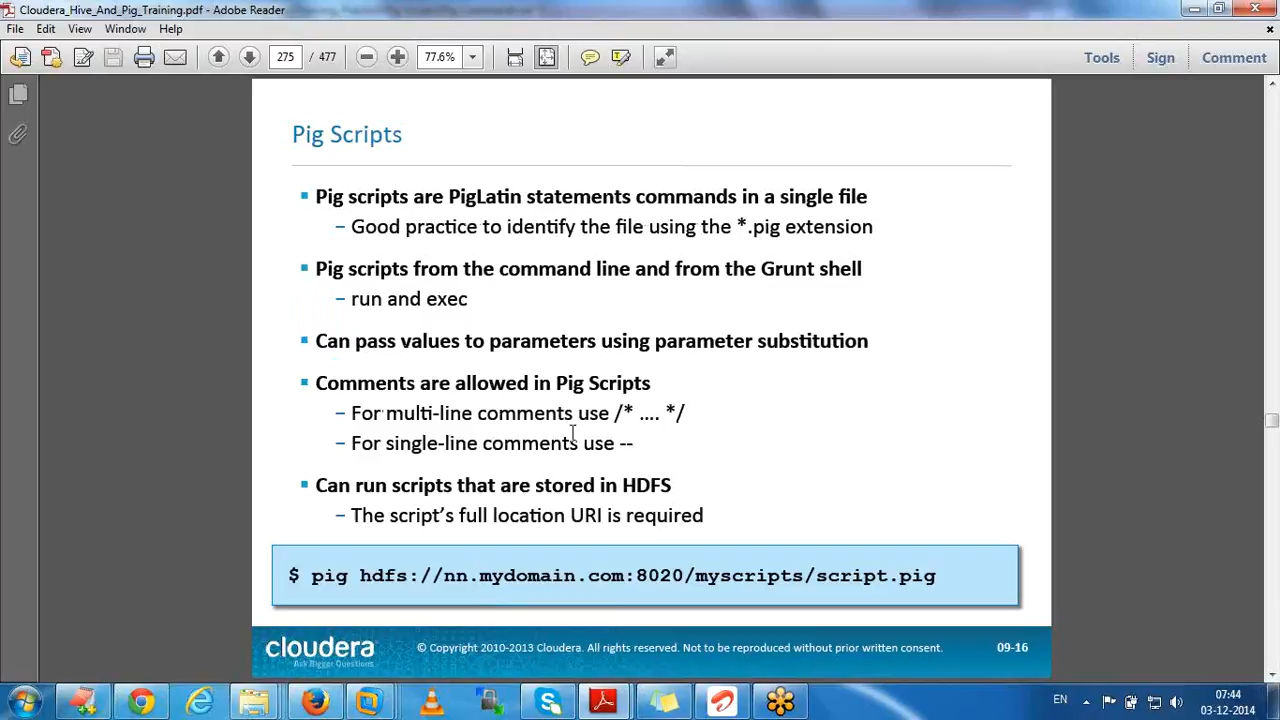 Cloudera_Hive_And_Pig_Training.pdf - Adobe Reader
File Edit View Window Help
275 / 477 77.6% Tools Sign Comment
Pig Scripts
Pig scripts are PigLatin statements commands in a single file
– Good practice to identify the file using the *.pig extension
Pig scripts from the command line and from the Grunt shell
– run and exec
Can pass values to parameters using parameter substitution
Comments are allowed in Pig Scripts
– For multi-line comments use /* .... */
– For single-line comments use --
Can run scripts that are stored in HDFS
– The script's full location URI is required
$ pig hdfs://nn.mydomain.com:8020/myscripts/script.pig
cloudera
Ask Bigger Questions
© Copyright 2010-2013 Cloudera. All rights reserved. Not to be reproduced without prior written consent.
09-16
EN
07:44
03-12-2014